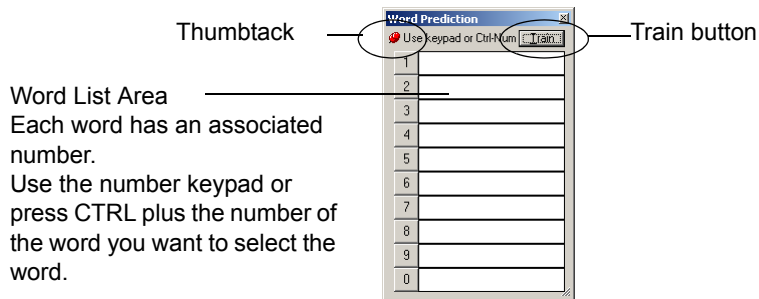 Thumbtack
Train button
Word List Area
Each word has an associated
number.
Use the number keypad or
press CTRL plus the number of
the word you want to select the
word.
Word Prediction
Use Keypad or Ctrl-Num Train
1
2
3
4
5
6
7
8
9
0